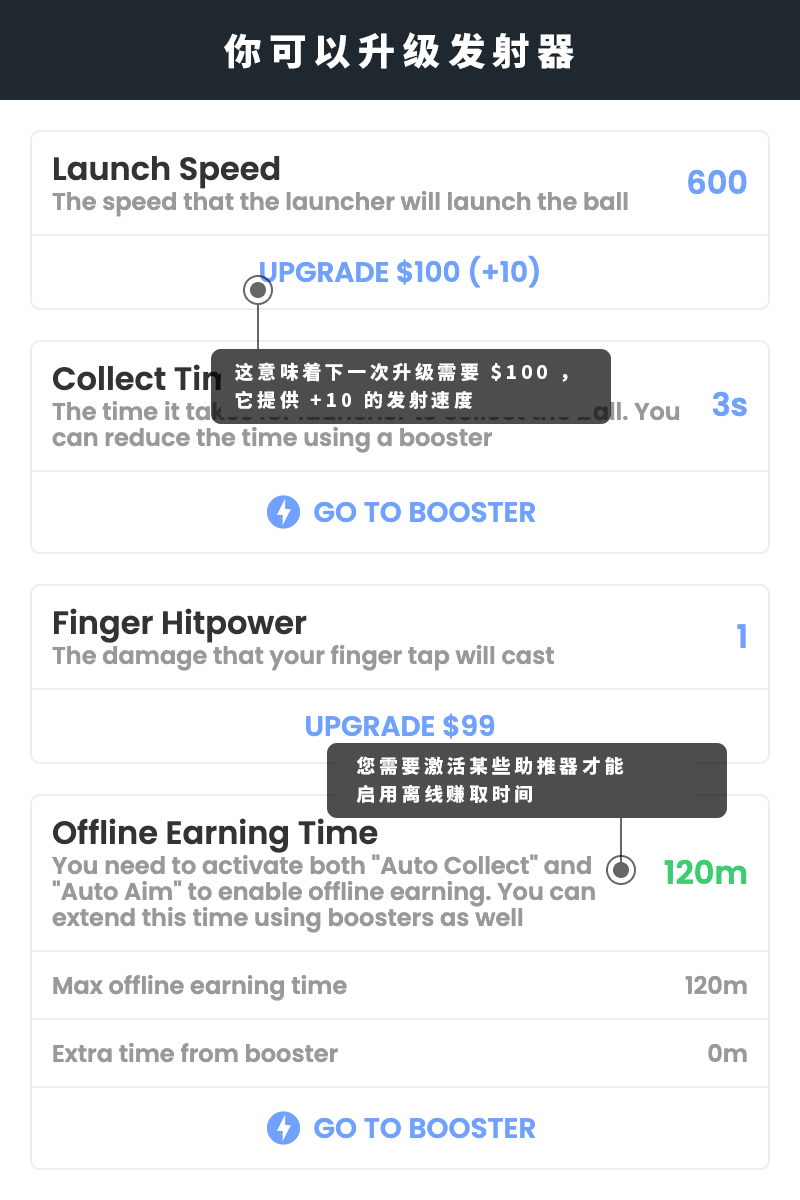 你可以升级发射器
Launch Speed
The speed that the launcher will launch the ball
600
UPGRADE $100 (+10)
这意味着下一次升级需要 $100 ，
它提供 +10 的发射速度
Collect Tim
The time it takes for launcher to collect the ball. You
can reduce the time using a booster
3s
GO TO BOOSTER
Finger Hitpower
The damage that your finger tap will cast
1
UPGRADE $99
您需要激活某些助推器才能
启用离线赚取时间
Offline Earning Time
You need to activate both "Auto Collect" and
"Auto Aim" to enable offline earning. You can
extend this time using boosters as well
120m
Max offline earning time 120m
Extra time from booster 0m
GO TO BOOSTER